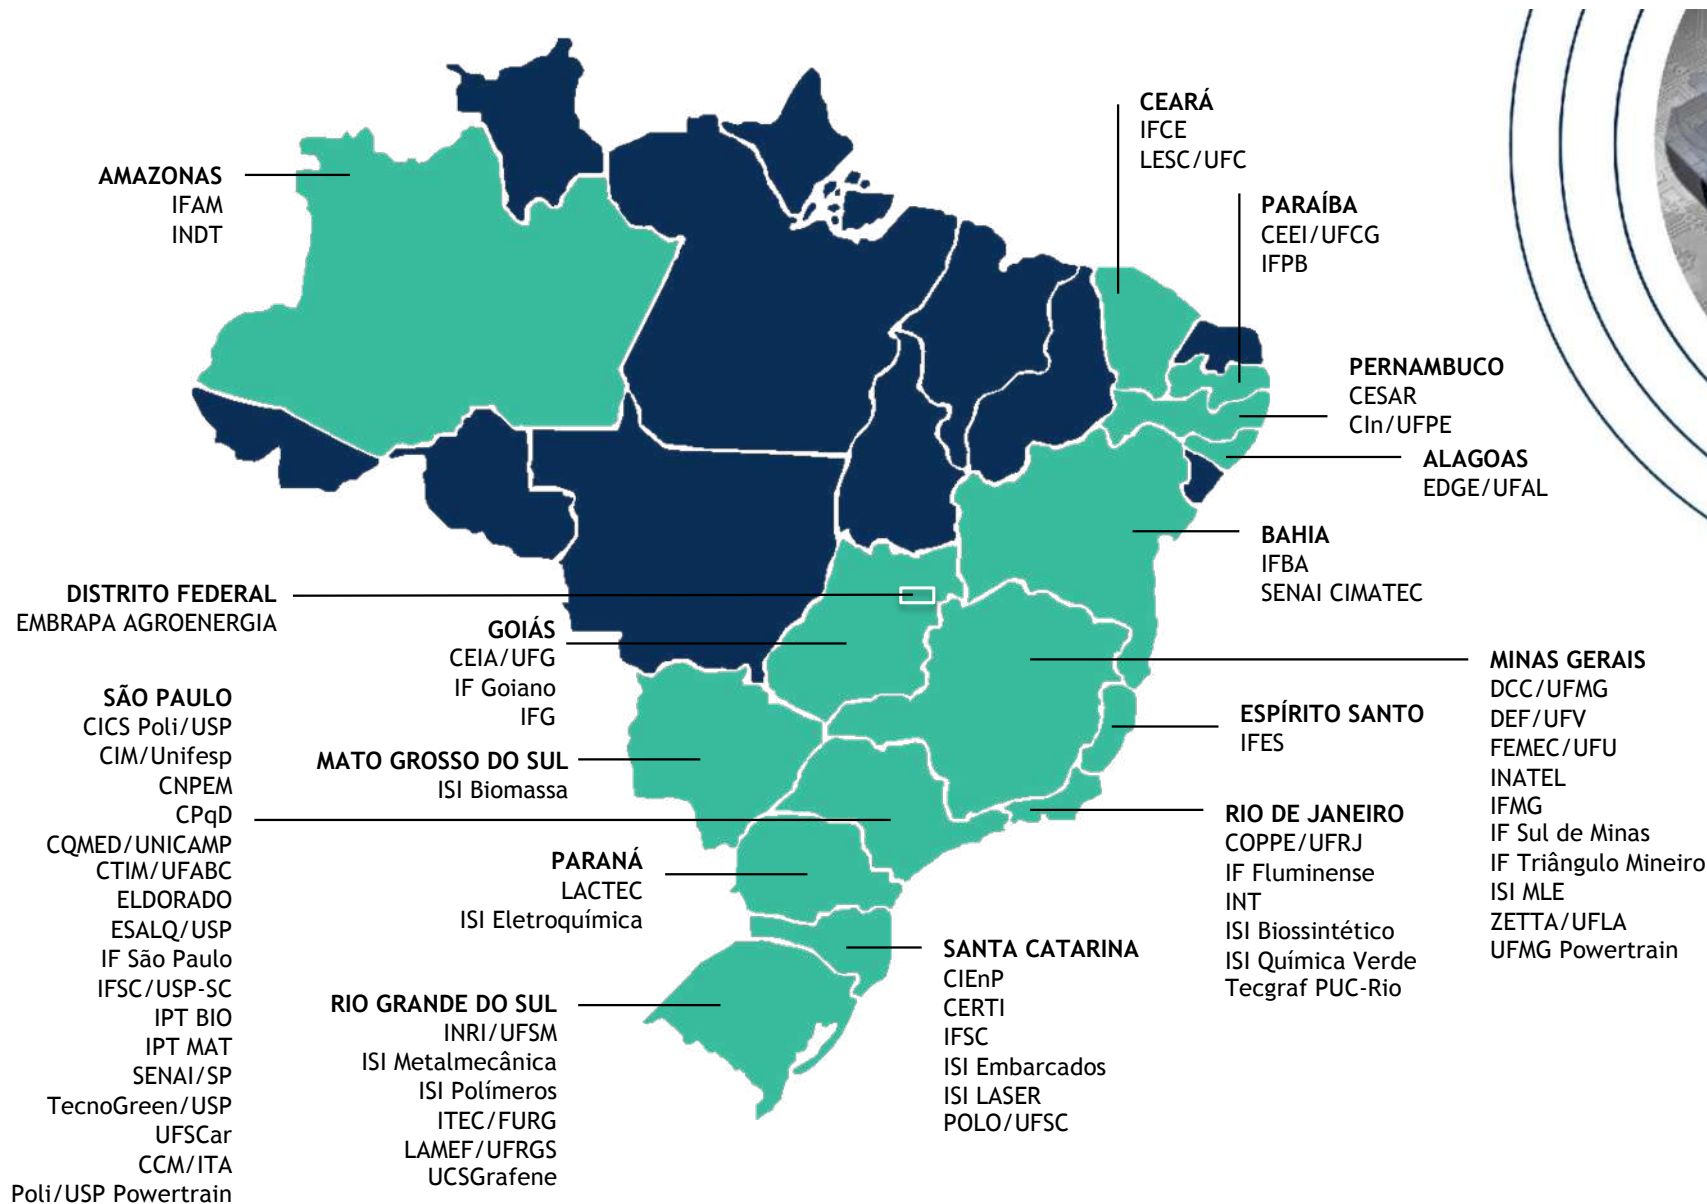 AMAZONAS
IFAM
INDT
CEARÁ
IFCE
LESC/UFC
PARAÍBA
CEEI/UFCG
IFPB
PERNAMBUCO
CESAR
CIn/UFPE
ALAGOAS
EDGE/UFAL
BAHIA
IFBA
SENAI CIMATEC
DISTRITO FEDERAL
EMBRAPA AGROENERGIA
GOIÁS
CEIA/UFG
IF Goiano
IFG
MATO GROSSO DO SUL
ISI Biomassa
SÃO PAULO
CICS Poli/USP
CIM/Unifesp
CNPEM
CPqD
CQMED/UNICAMP
CTIM/UFABC
ELDORADO
ESALQ/USP
IF São Paulo
IFSC/USP-SC
IPT BIO
IPT MAT
SENAI/SP
TecnoGreen/USP
UFSCar
CCM/ITA
Poli/USP Powertrain
PARANÁ
LACTEC
ISI Eletroquímica
RIO GRANDE DO SUL
INRI/UFSM
ISI Metalmecânica
ISI Polímeros
ITEC/FURG
LAMEF/UFRGS
UCSGrafene
SANTA CATARINA
CIEnP
CERTI
IFSC
ISI Embarcados
ISI LASER
POLO/UFSC
ESPÍRITO SANTO
IFES
RIO DE JANEIRO
COPPE/UFRJ
IF Fluminense
INT
ISI Biossintético
ISI Química Verde
Tecgraf PUC-Rio
MINAS GERAIS
DCC/UFMG
DEF/UFV
FEMEC/UFU
INATEL
IFMG
IF Sul de Minas
IF Triângulo Mineiro
ISI MLE
ZETTA/UFLA
UFMG Powertrain